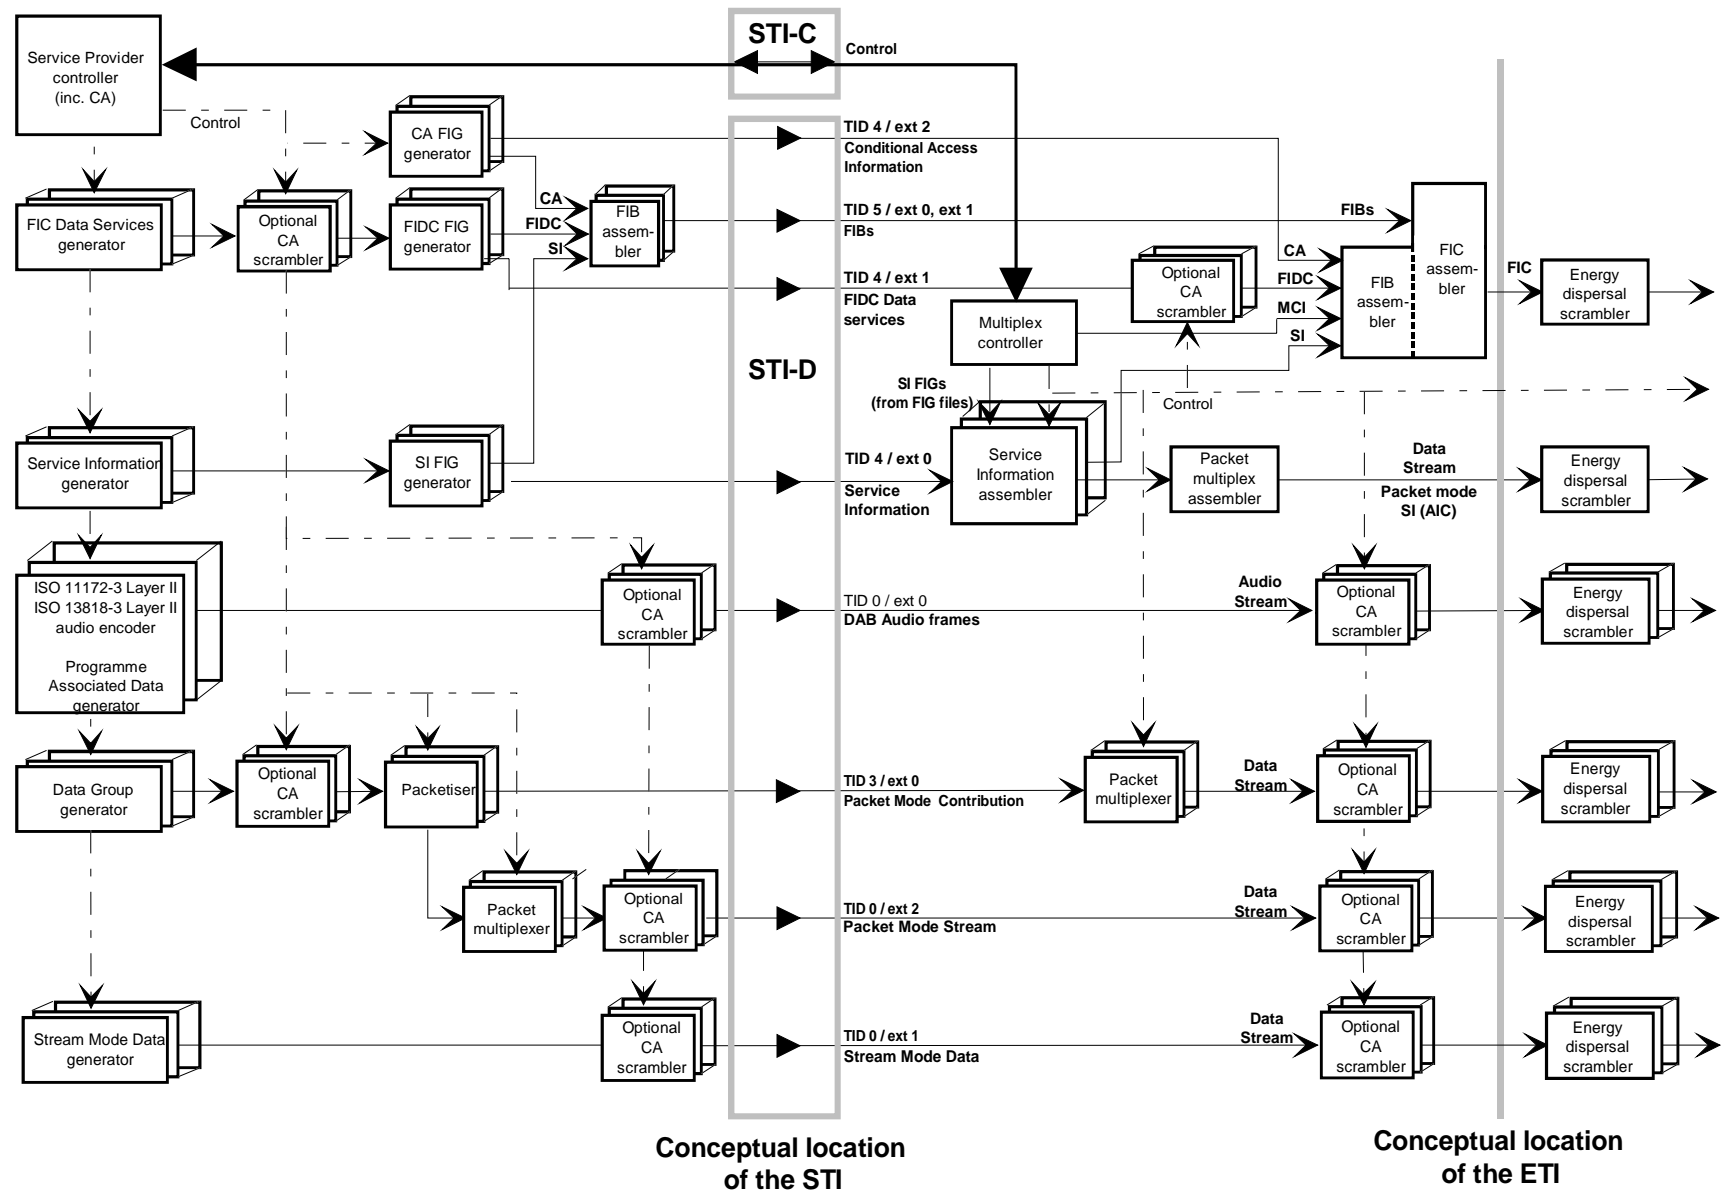 STI-C
Control
Service Provider
controller
(inc. CA)
Control
CA FIG
generator
TID 4 / ext 2
Conditional Access
Information
FIC Data Services
generator
Optional
CA
scrambler
FIDC FIG
generator
CA
FIDC
SI
FIB
assem-
bler
TID 5 / ext 0, ext 1
FIBs
FIBs
TID 4 / ext 1
FIDC Data
services
Optional
CA
scrambler
CA
FIDC
MCI
SI
FIB
assem-
bler
FIC
assem-
bler
FIC
Energy
dispersal
scrambler
Multiplex
controller
STI-D
SI FIGs
(from FIG files)
Control
Service Information
generator
SI FIG
generator
TID 4 / ext 0
Service
Information
Service
Information
assembler
Packet
multiplex
assembler
Data
Stream
Packet mode
SI (AIC)
Energy
dispersal
scrambler
ISO 11172-3 Layer II
ISO 13818-3 Layer II
audio encoder
Programme
Associated Data
generator
Optional
CA
scrambler
TID 0 / ext 0
DAB Audio frames
Audio
Stream
Optional
CA
scrambler
Energy
dispersal
scrambler
Data Group
generator
Optional
CA
scrambler
Packetiser
TID 3 / ext 0
Packet Mode Contribution
Packet
multiplexer
Data
Stream
Optional
CA
scrambler
Energy
dispersal
scrambler
Packet
multiplexer
Optional
CA
scrambler
TID 0 / ext 2
Packet Mode Stream
Data
Stream
Optional
CA
scrambler
Energy
dispersal
scrambler
Stream Mode Data
generator
Optional
CA
scrambler
TID 0 / ext 1
Stream Mode Data
Data
Stream
Optional
CA
scrambler
Energy
dispersal
scrambler
Conceptual location
of the STI
Conceptual location
of the ETI